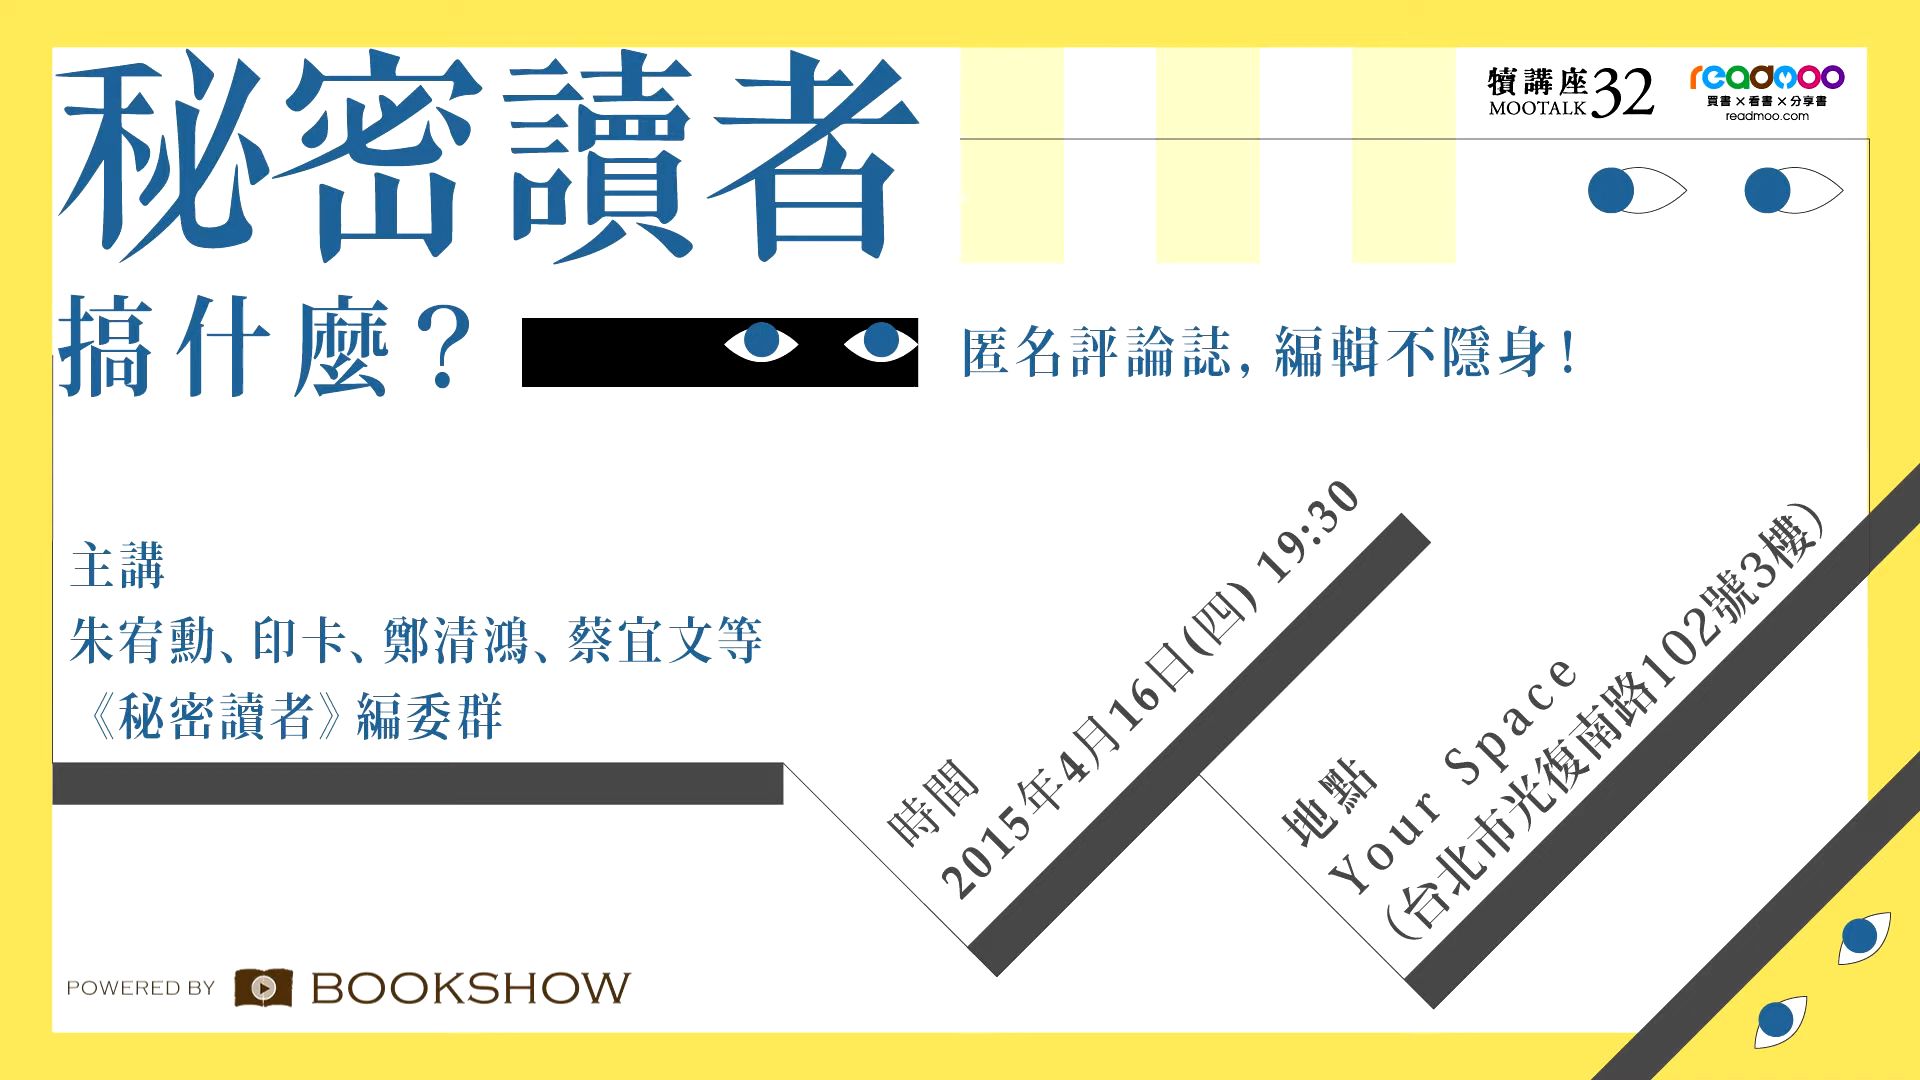 秘密讀者
搞什麼？
匿名評論誌，編輯不隱身！
犢講座32
MOOTALK
readmoo
買書×看書×分享書
readmoo.com
主講
朱宥勳、印卡、鄭清鴻、蔡宜文等
《秘密讀者》編委群
時間
2015年4月16日(四) 19:30
地點
Your Space
(台北市光復南路102號3樓)
POWERED BY BOOKSHOW